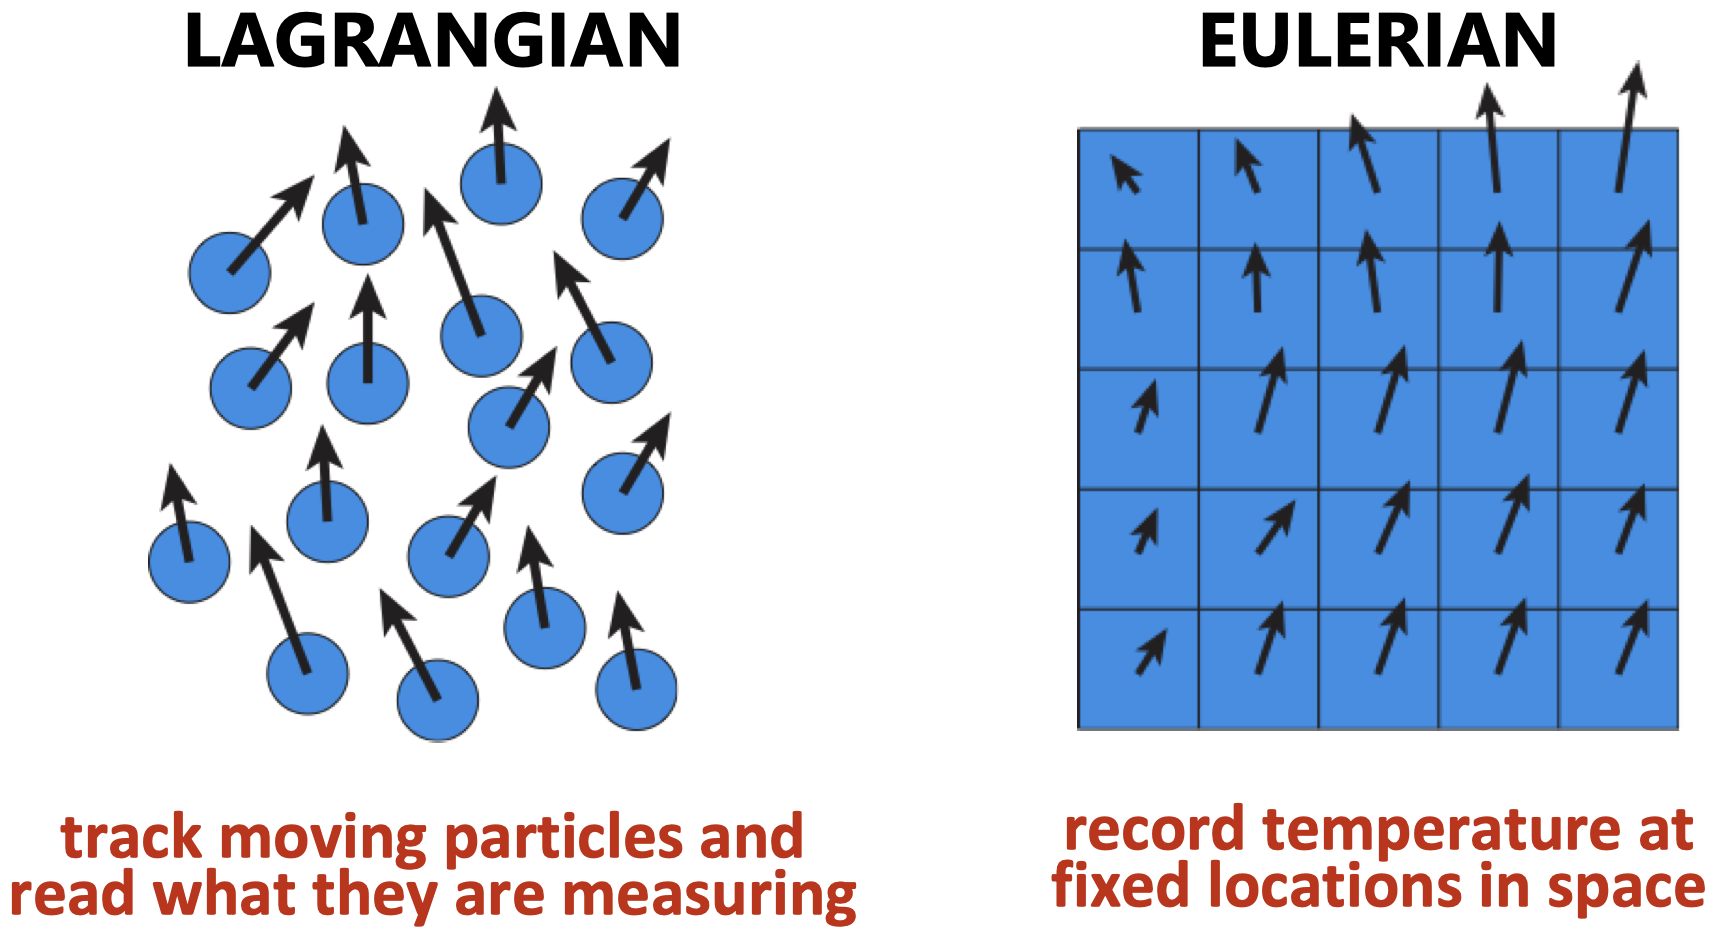 LAGRANGIAN
track moving particles and
read what they are measuring
EULERIAN
record temperature at
fixed locations in space